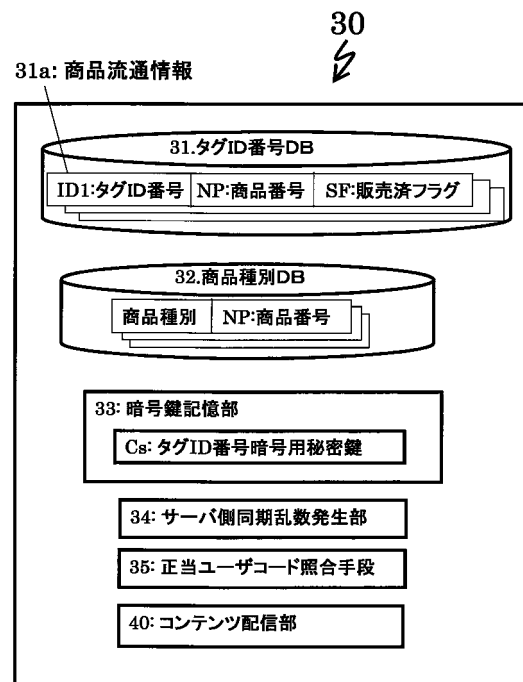 30
31a: 商品流通情報
31.タグID番号DB
ID1:タグID番号 NP:商品番号 SF:販売済フラグ
32.商品種別DB
商品種別 NP:商品番号
33: 暗号鍵記憶部
Cs: タグID番号暗号用秘密鍵
34: サーバ側同期乱数発生部
35: 正当ユーザコード照合手段
40: コンテンツ配信部